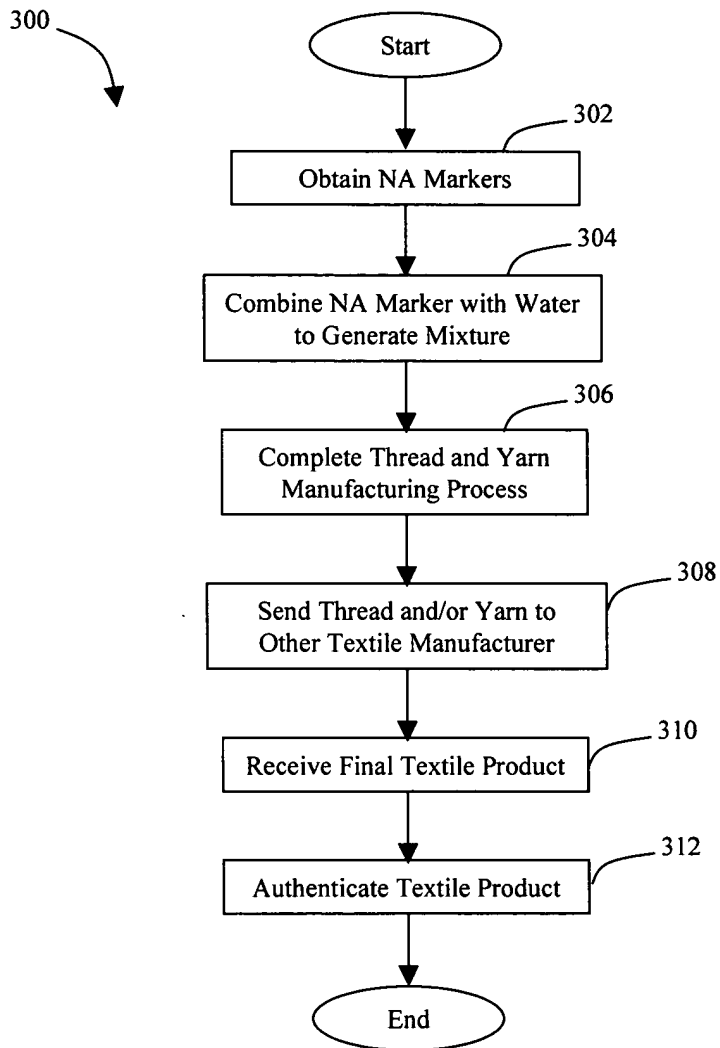 300
Start
302
Obtain NA Markers
304
Combine NA Marker with Water
to Generate Mixture
306
Complete Thread and Yarn
Manufacturing Process
308
Send Thread and/or Yarn to
Other Textile Manufacturer
310
Receive Final Textile Product
312
Authenticate Textile Product
End